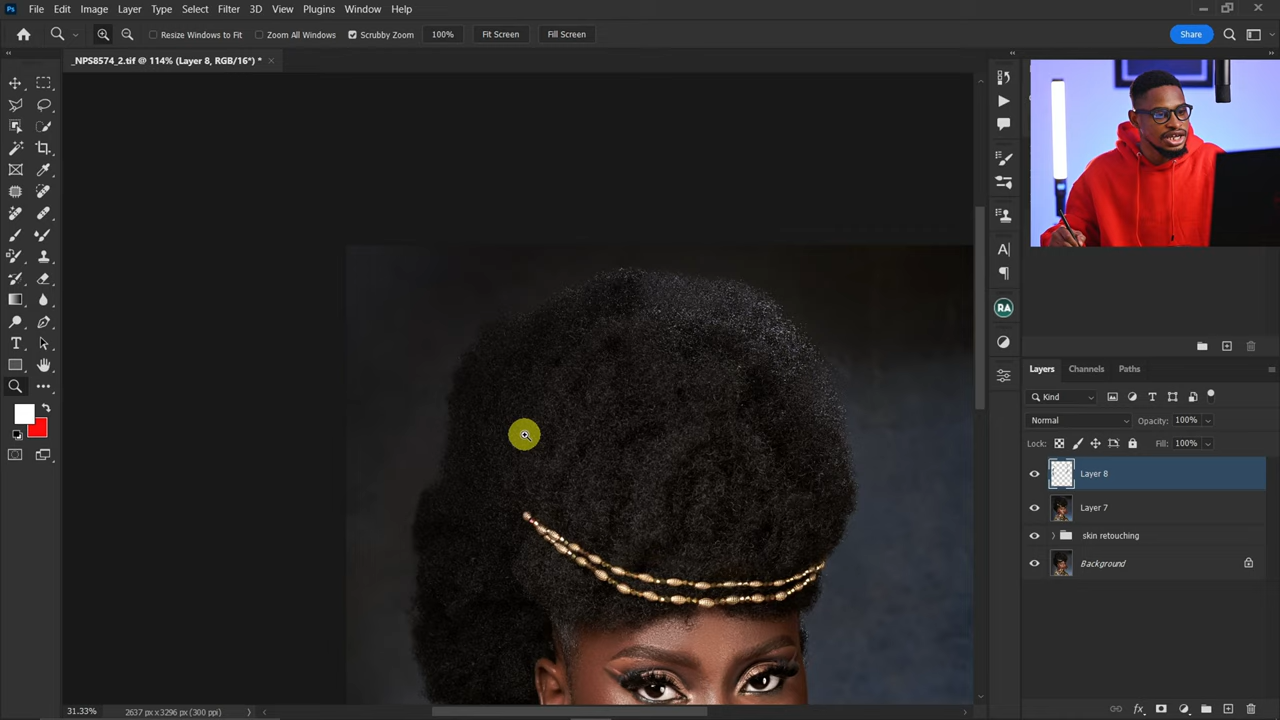 Ps File Edit Image Layer Type Select Filter 3D View Plugins Window Help
Resize Windows to Fit Zoom All Windows Scrubby Zoom 100% Fit Screen Fill Screen Share
_NPS8574_2.tif @ 114% (Layer 8, RGB/16*) * ×
RA
Layers Channels Paths
Kind
Normal Opacity: 100%
Lock: Fill: 100%
Layer 8
Layer 7
skin retouching
Background
31.33% 2637 px x 3296 px (300 ppi)